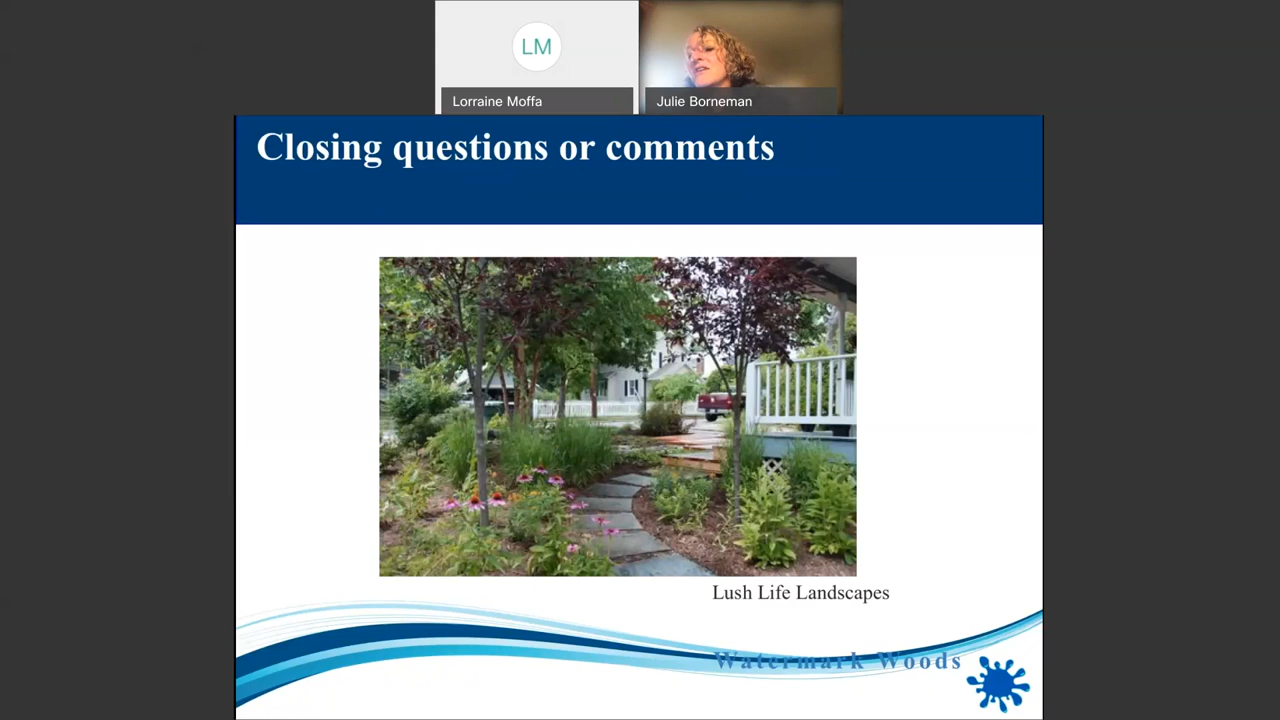 LM
Lorraine Moffa
Julie Borneman
Closing questions or comments
Lush Life Landscapes
Watermark Woods